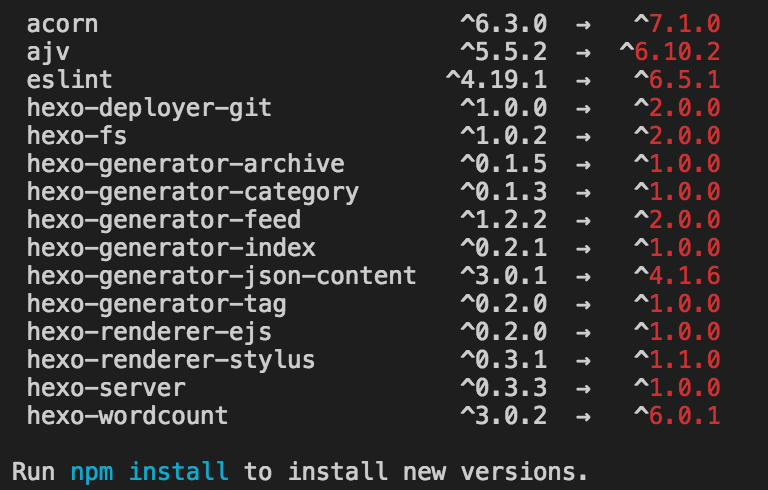 acorn ^6.3.0 → ^7.1.0
ajv ^5.5.2 → ^6.10.2
eslint ^4.19.1 → ^6.5.1
hexo-deployer-git ^1.0.0 → ^2.0.0
hexo-fs ^1.0.2 → ^2.0.0
hexo-generator-archive ^0.1.5 → ^1.0.0
hexo-generator-category ^0.1.3 → ^1.0.0
hexo-generator-feed ^1.2.2 → ^2.0.0
hexo-generator-index ^0.2.1 → ^1.0.0
hexo-generator-json-content ^3.0.1 → ^4.1.6
hexo-generator-tag ^0.2.0 → ^1.0.0
hexo-renderer-ejs ^0.2.0 → ^1.0.0
hexo-renderer-stylus ^0.3.1 → ^1.1.0
hexo-server ^0.3.3 → ^1.0.0
hexo-wordcount ^3.0.2 → ^6.0.1
Run npm install to install new versions.